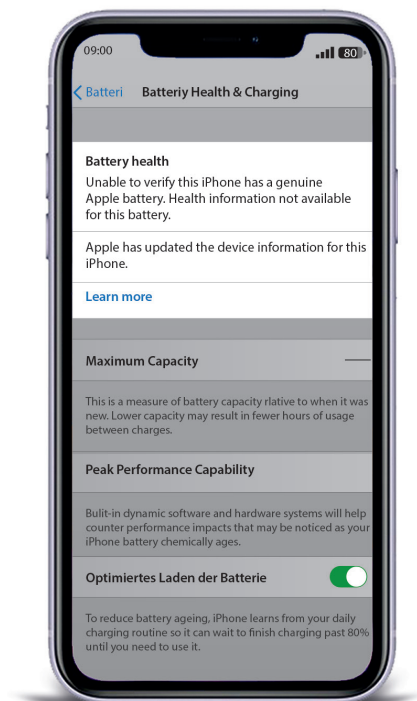 09:00
80
Batteri Batteriy Health & Charging
Battery health
Unable to verify this iPhone has a genuine
Apple battery. Health information not available
for this battery.
Apple has updated the device information for this
iPhone.
Learn more
Maximum Capacity
This is a measure of battery capacity rlative to when it was
new. Lower capacity may result in fewer hours of usage
between charges.
Peak Performance Capability
Bulit-in dynamic software and hardware systems will help
counter performance impacts that may be noticed as your
iPhone battery chemically ages.
Optimiertes Laden der Batterie
To reduce battery ageing, iPhone learns from your daily
charging routine so it can wait to finish charging past 80%
until you need to use it.